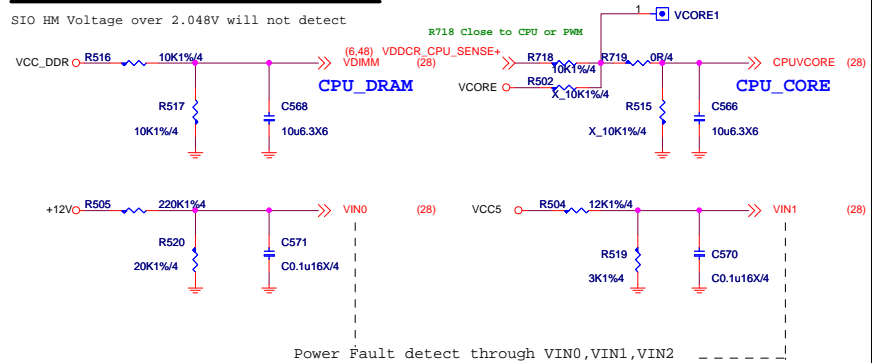 SIO HM Voltage over 2.048V will not detect
1
VCORE1
R718 Close to CPU or PWM
(6,48) VDDCR_CPU_SENSE+
VCC_DDR
R516
10K1%/4
VDIMM
(28)
CPU_DRAM
R517
10K1%/4
C568
10u6.3X6
R718
10K1%/4
R719
0R/4
CPUVCORE
(28)
CPU_CORE
VCORE
R502
X_10K1%/4
R515
X_10K1%/4
C566
10u6.3X6
+12V
R505
220K1%4
VIN0
(28)
R520
20K1%/4
C571
C0.1u16X/4
VCC5
R504
12K1%/4
VIN1
(28)
R519
3K1%4
C570
C0.1u16X/4
Power Fault detect through VIN0,VIN1,VIN2